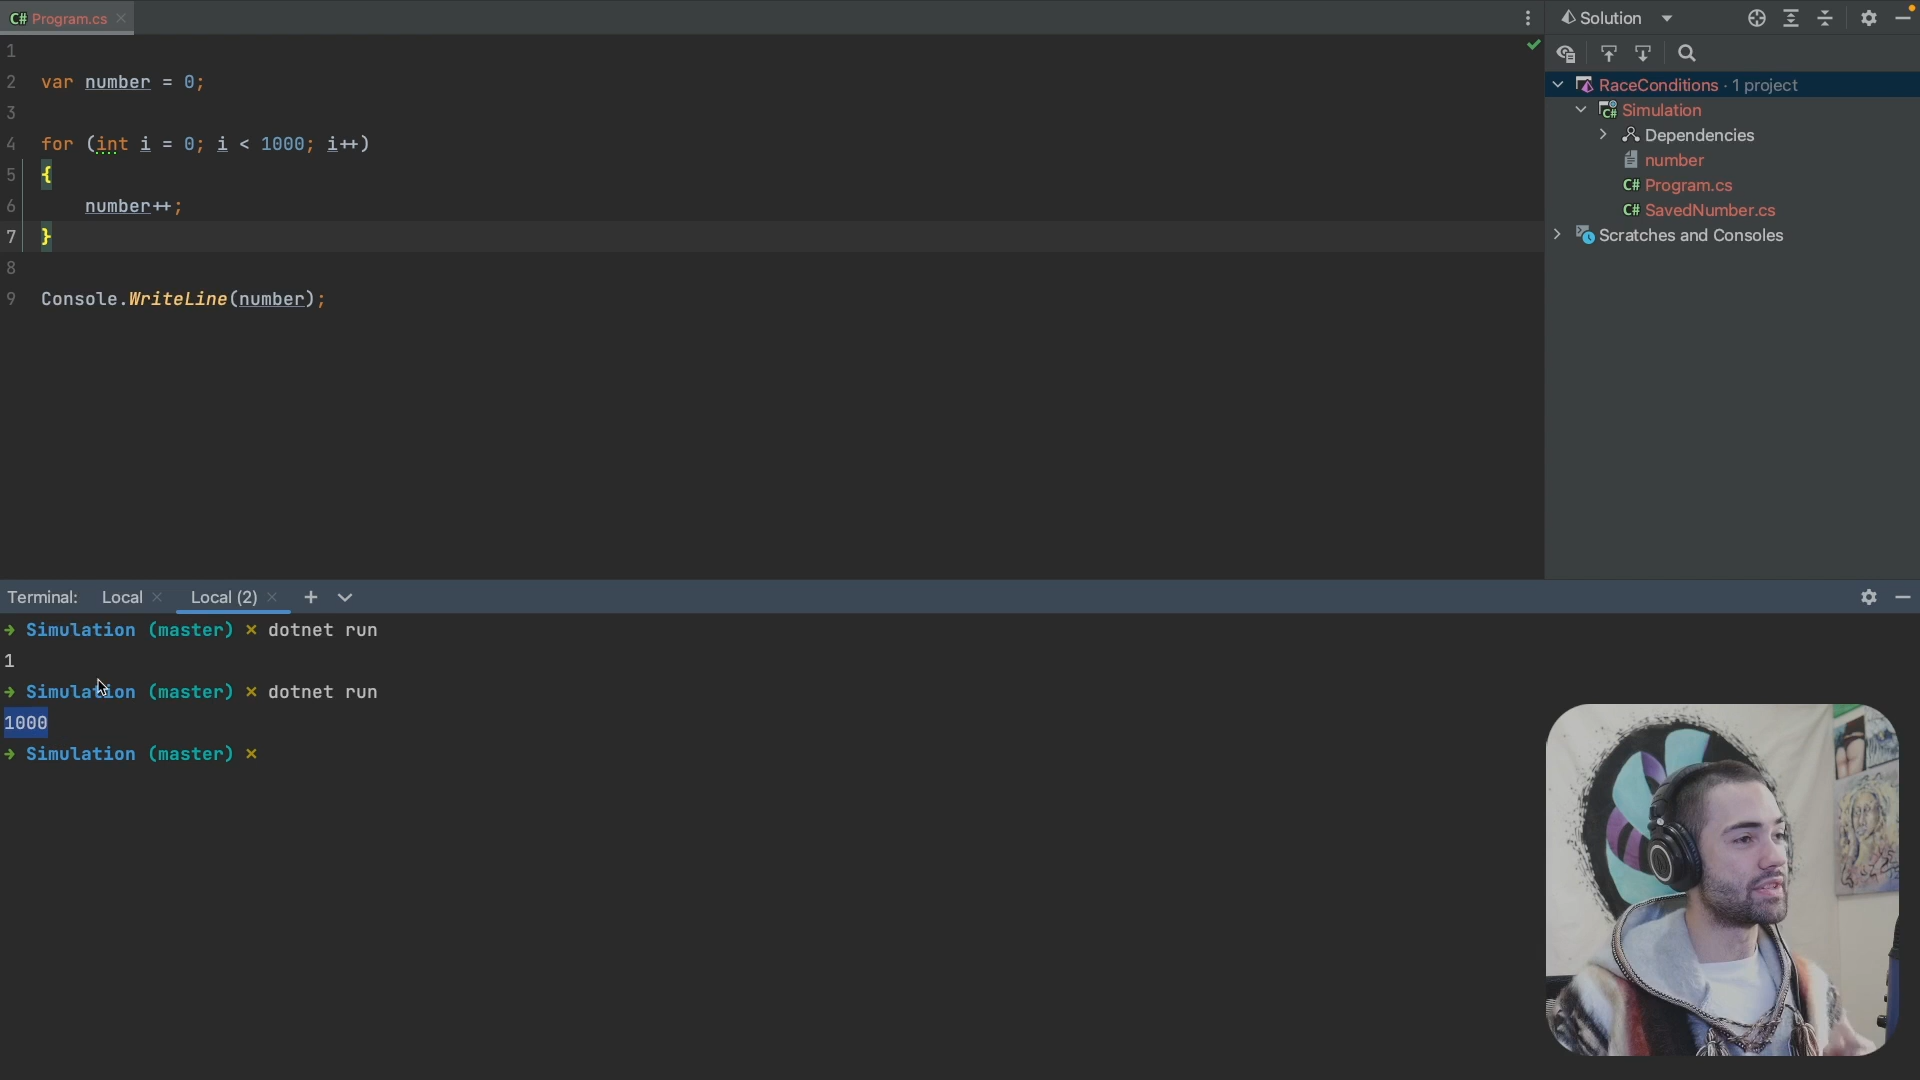 C# Program.cs
Solution
1
2 var number = 0;
3
4 for (int i = 0; i < 1000; i++)
5 {
6 number++;
7 }
8
9 Console.WriteLine(number);
RaceConditions · 1 project
C# Simulation
Dependencies
number
C# Program.cs
C# SavedNumber.cs
Scratches and Consoles
Terminal: Local Local (2)
→ Simulation (master) × dotnet run
1
→ Simulation (master) × dotnet run
1000
→ Simulation (master) ×